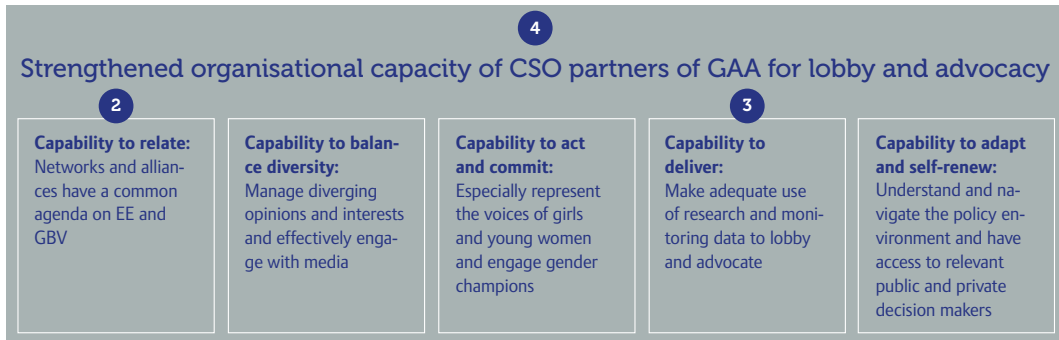 4
Strengthened organisational capacity of CSO partners of GAA for lobby and advocacy
2
Capability to relate:
Networks and allian-
ces have a common
agenda on EE and
GBV
Capability to balan-
ce diversity:
Manage diverging
opinions and interests
and effectively enga-
ge with media
Capability to act
and commit:
Especially represent
the voices of girls
and young women
and engage gender
champions
3
Capability to
deliver:
Make adequate use
of research and moni-
toring data to lobby
and advocate
Capability to adapt
and self-renew:
Understand and na-
vigate the policy en-
vironment and have
access to relevant
public and private
decision makers